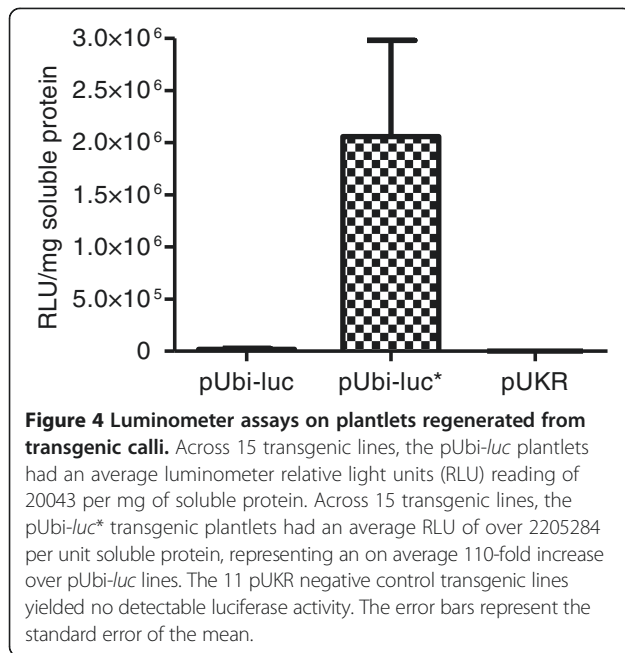 3.0×10⁶
2.5×10⁶
2.0×10⁶
1.5×10⁶
1.0×10⁶
5.0×10⁵
0
RLU/mg soluble protein
pUbi-luc pUbi-luc* pUKR
Figure 4 Luminometer assays on plantlets regenerated from
transgenic calli. Across 15 transgenic lines, the pUbi-luc plantlets
had an average luminometer relative light units (RLU) reading of
20043 per mg of soluble protein. Across 15 transgenic lines, the
pUbi-luc* transgenic plantlets had an average RLU of over 2205284
per unit soluble protein, representing an on average 110-fold increase
over pUbi-luc lines. The 11 pUKR negative control transgenic lines
yielded no detectable luciferase activity. The error bars represent the
standard error of the mean.